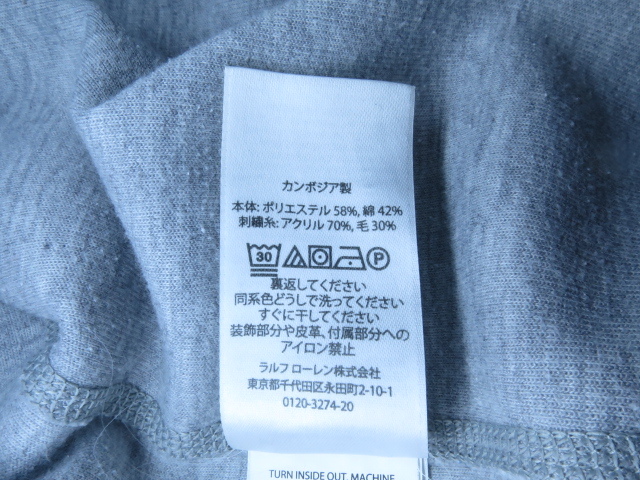 カンボジア製
本体: ポリエステル 58%, 綿 42%
刺繍糸: アクリル 70%, 毛 30%
30 P
裏返してください
同系色どうしで洗ってください
すぐに干してください
装飾部分や皮革、付属部分への
アイロン禁止
ラルフ ローレン株式会社
東京都千代田区永田町2-10-1
0120-3274-20
TURN INSIDE OUT. MACHINE